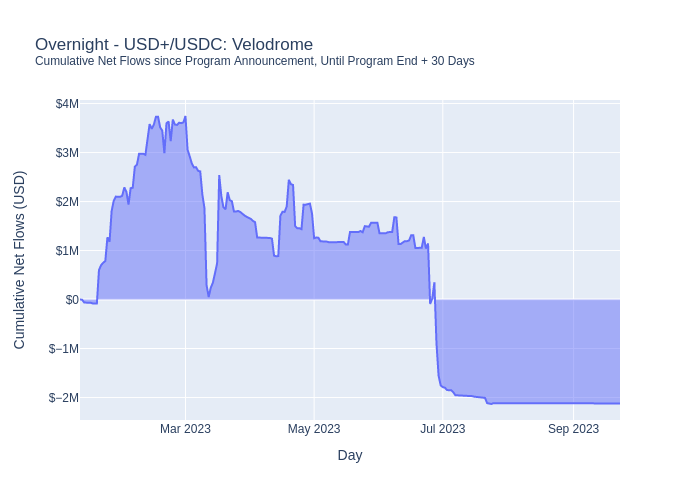 Overnight - USD+/USDC: Velodrome
Cumulative Net Flows since Program Announcement, Until Program End + 30 Days
Cumulative Net Flows (USD)
$4M
$3M
$2M
$1M
$0
$−1M
$−2M
Mar 2023
May 2023
Jul 2023
Sep 2023
Day